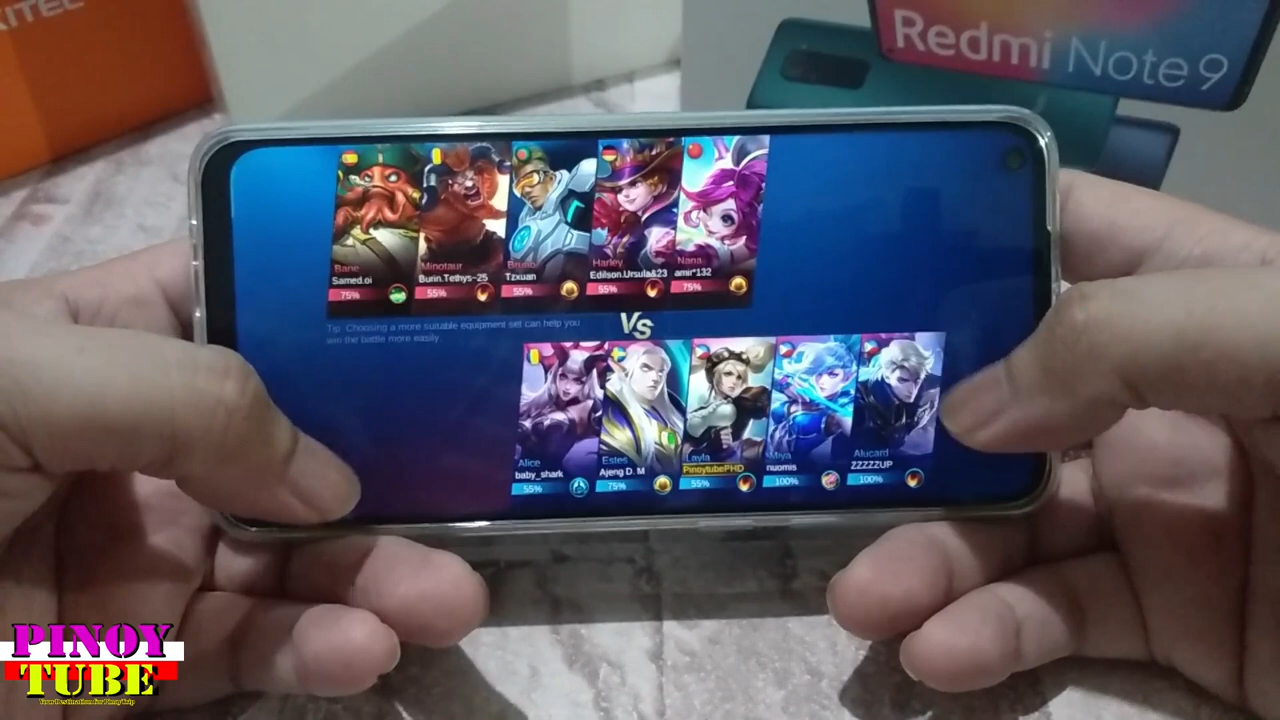 KITEL
Redmi Note 9
Bane
Samed.oi
75%
Minotaur
Burin.Tethys~25
55%
Bruno
Tzxuan
55%
Harley
Edilson.Ursula&23
55%
Nana
amir*132
75%
Tip: Choosing a more suitable equipment set can help you
win the battle more easily.
VS
Alice
baby_shark
55%
Estes
Ajeng D. M
75%
Layla
PinoytubePHD
55%
Miya
nuomis
100%
Alucard
ZZZZZUP
100%
PINOY
TUBE